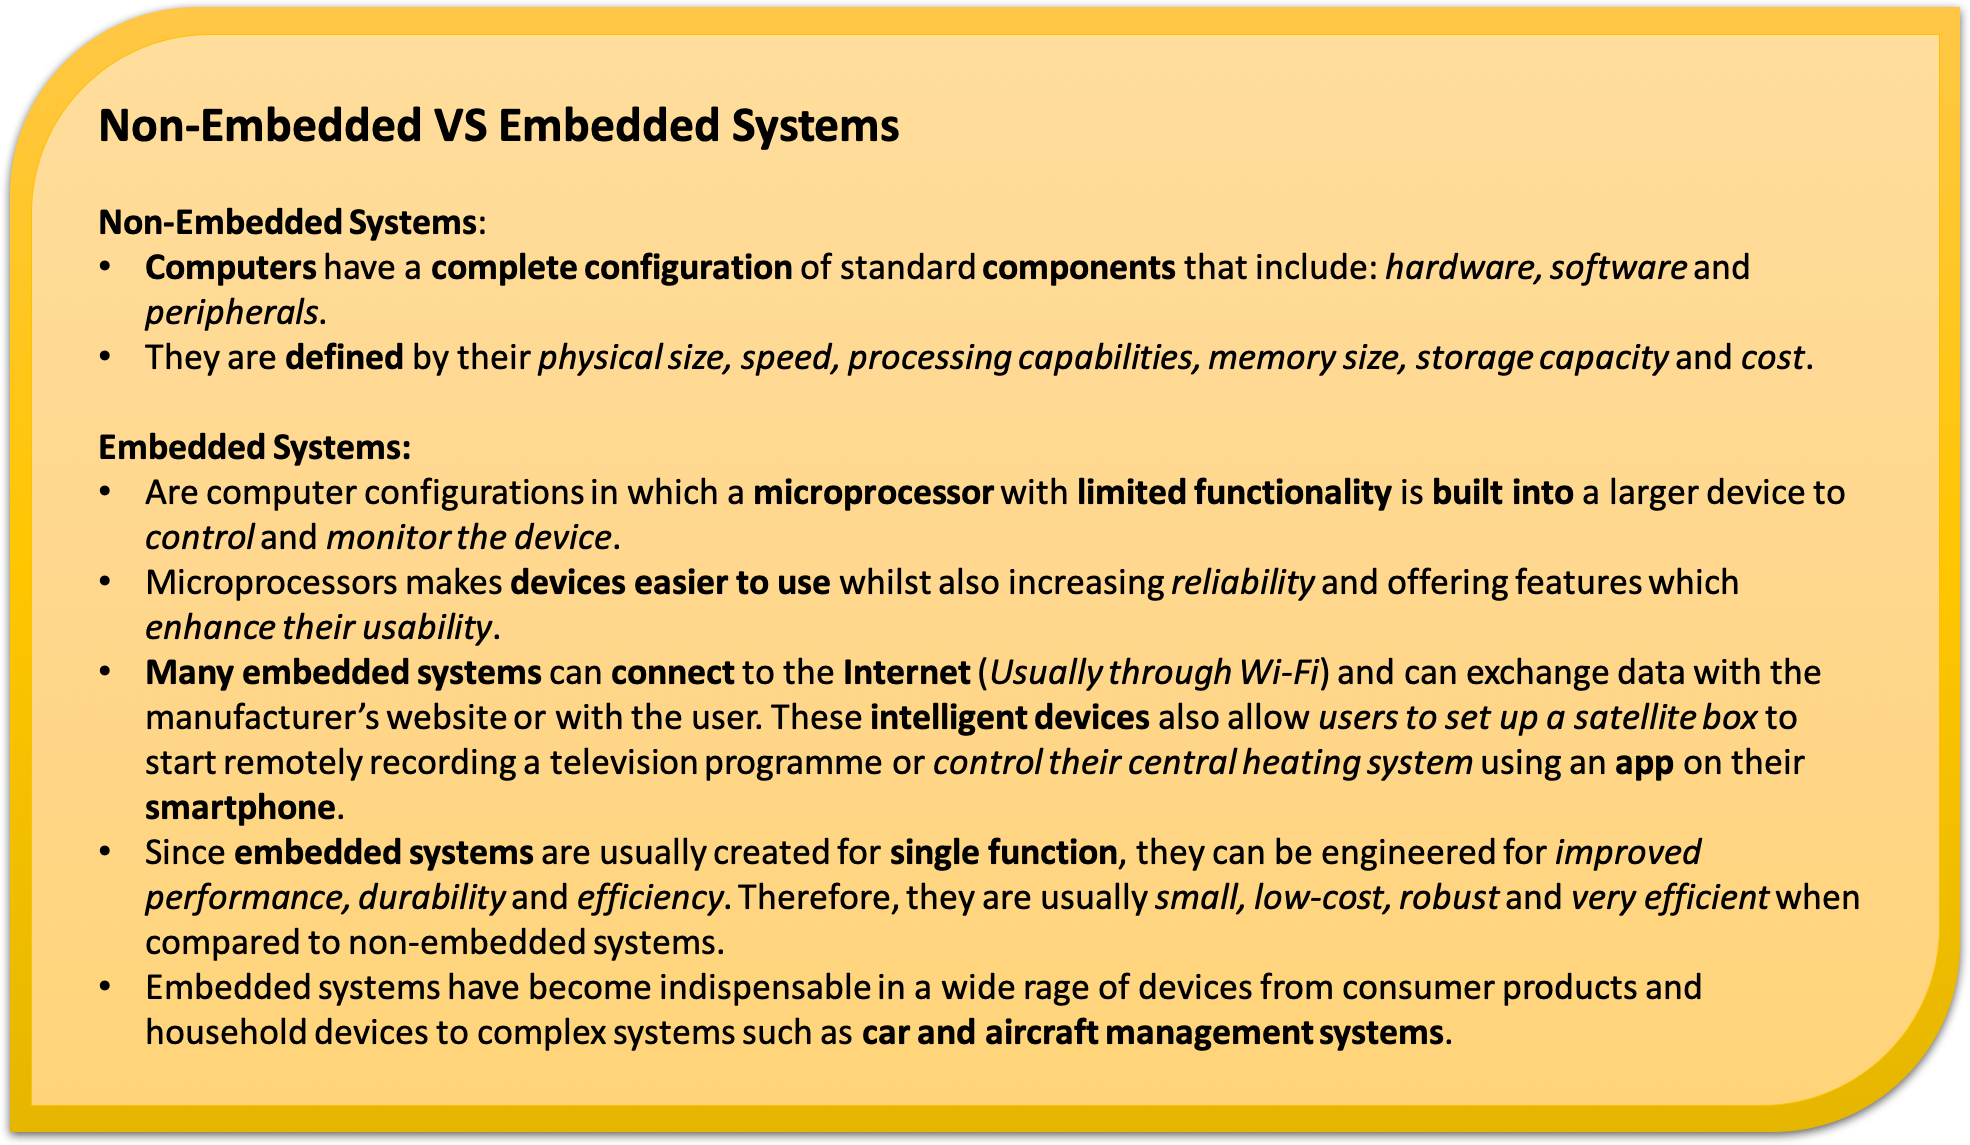 Non-Embedded VS Embedded Systems
Non-Embedded Systems:
• Computers have a complete configuration of standard components that include: hardware, software and
peripherals.
• They are defined by their physical size, speed, processing capabilities, memory size, storage capacity and cost.
Embedded Systems:
• Are computer configurations in which a microprocessor with limited functionality is built into a larger device to
control and monitor the device.
• Microprocessors makes devices easier to use whilst also increasing reliability and offering features which
enhance their usability.
• Many embedded systems can connect to the Internet (Usually through Wi-Fi) and can exchange data with the
manufacturer’s website or with the user. These intelligent devices also allow users to set up a satellite box to
start remotely recording a television programme or control their central heating system using an app on their
smartphone.
• Since embedded systems are usually created for single function, they can be engineered for improved
performance, durability and efficiency. Therefore, they are usually small, low-cost, robust and very efficient when
compared to non-embedded systems.
• Embedded systems have become indispensable in a wide rage of devices from consumer products and
household devices to complex systems such as car and aircraft management systems.